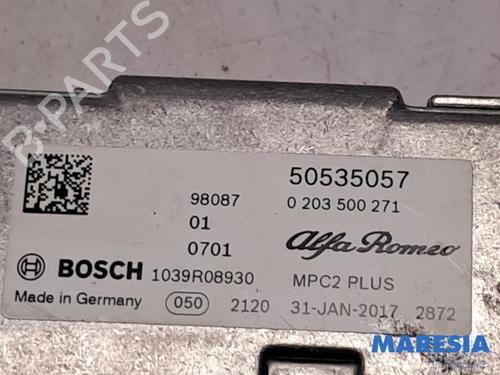 B-PARTS
50535057
98087
0 203 500 271
01
0701
Alfa Romeo
BOSCH
1039R08930
MPC2 PLUS
Made in Germany
050
2120
31-JAN-2017
2872
MARESIA